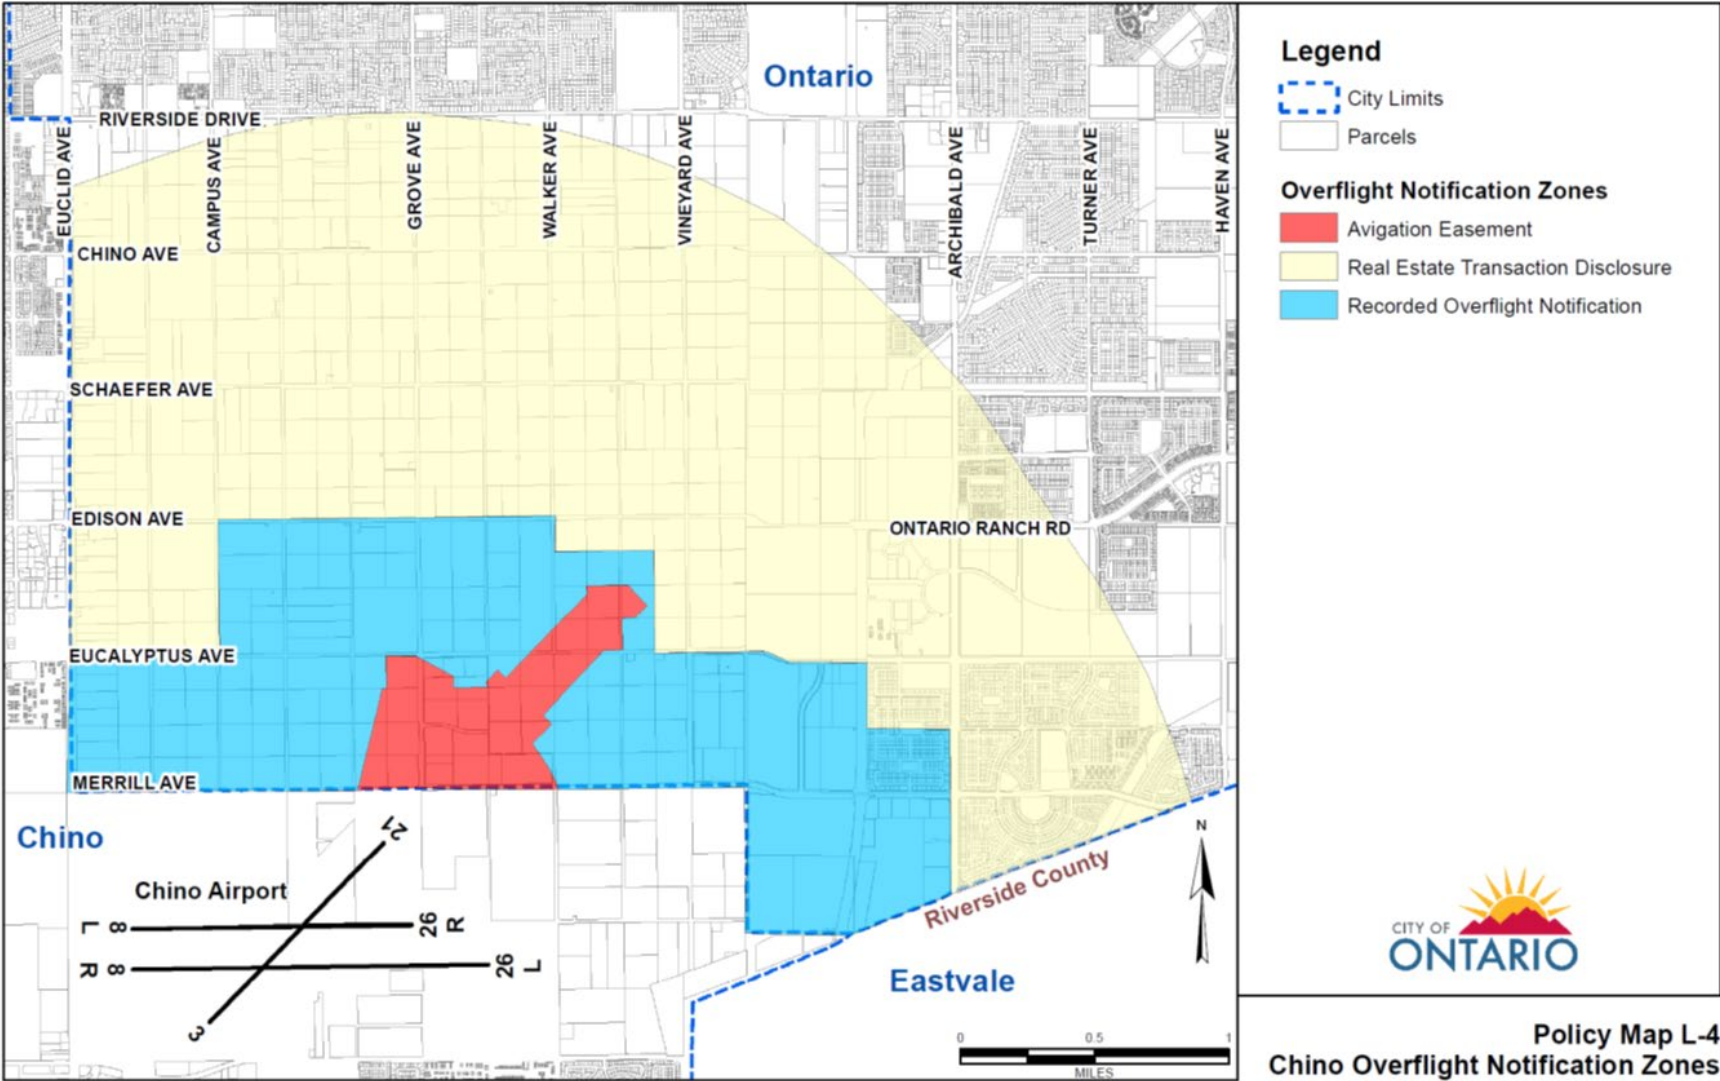 Ontario
RIVERSIDE DRIVE
EUCLID AVE
CAMPUS AVE
GROVE AVE
WALKER AVE
VINEYARD AVE
ARCHIBALD AVE
TURNER AVE
HAVEN AVE
CHINO AVE
SCHAEFER AVE
EDISON AVE
ONTARIO RANCH RD
EUCALYPTUS AVE
MERRILL AVE
Chino
21
Chino Airport
L 8
26 R
R 8
26 L
3
Riverside County
Eastvale
N
0 0.5 1
MILES
Legend
City Limits
Parcels
Overflight Notification Zones
Avigation Easement
Real Estate Transaction Disclosure
Recorded Overflight Notification
CITY OF
ONTARIO
Policy Map L-4
Chino Overflight Notification Zones